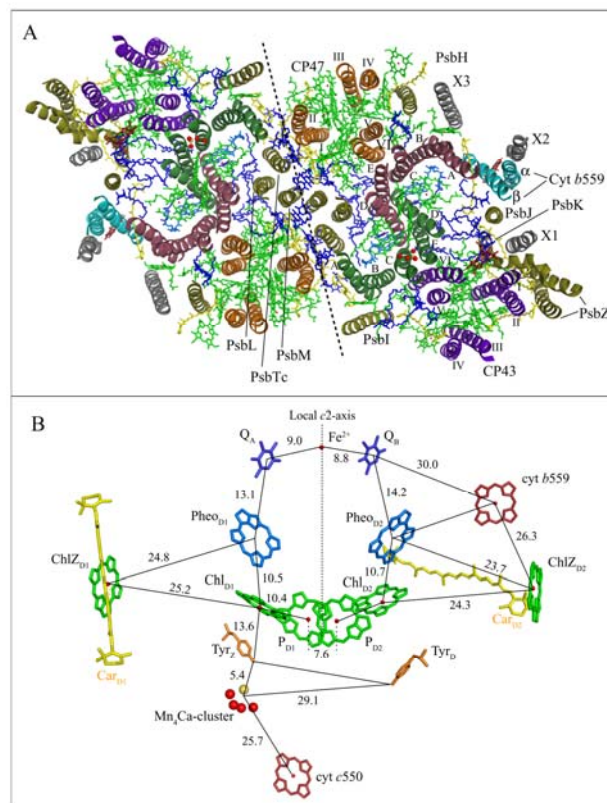 A
CP47
III
IV
PsbH
X3
II
VI
B
X2
E
C
A
α
Cyt b559
β
D
D
PsbJ
PsbK
X1
C
VI
B
V
PsbZ
PsbL
PsbM
PsbI
II
III
PsbTc
IV
CP43
B
Local c2-axis
QA
9.0
Fe2+
QB
8.8
30.0
cyt b559
13.1
14.2
PheoD1
PheoD2
26.3
24.8
23.7
ChlZD1
10.5
10.7
ChlZD2
25.2
ChlD1
10.4
ChlD2
24.3
13.6
PD1
PD2
CarD2
7.6
TyrZ
TyrD
CarD1
5.4
29.1
Mn4Ca-cluster
25.7
cyt c550